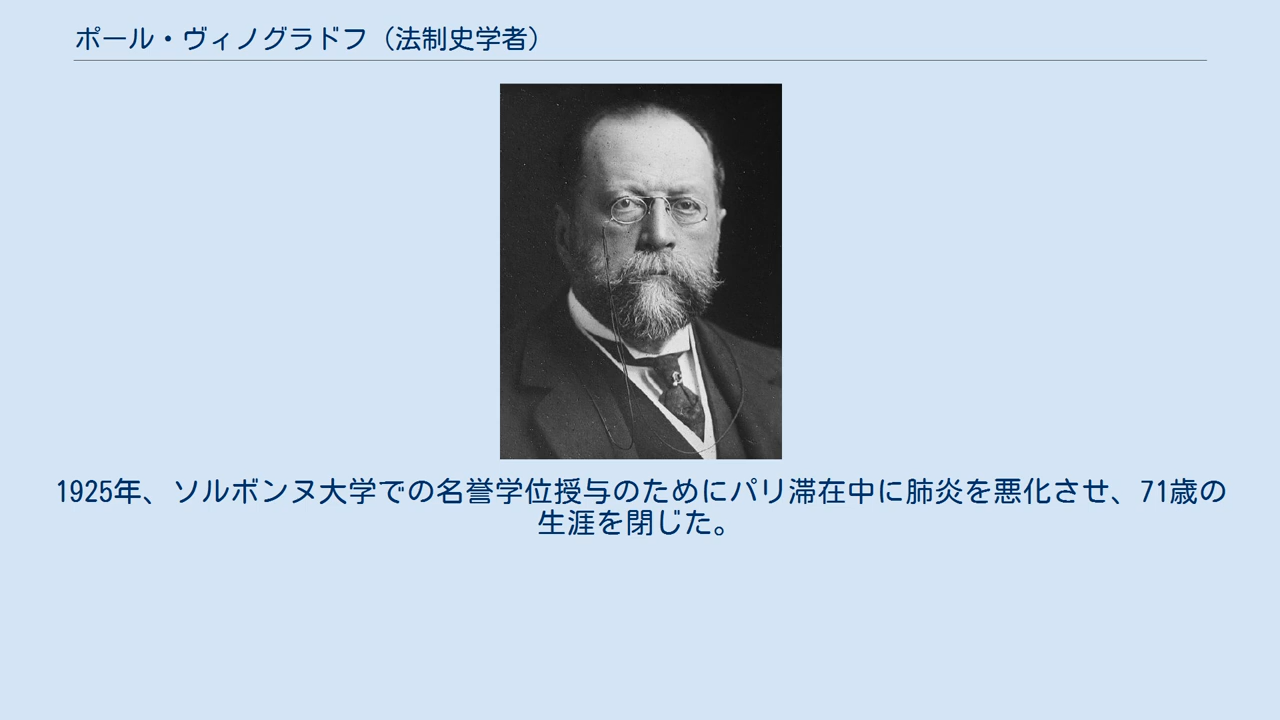 ポール・ヴィノグラドフ（法制史学者）
1925年、ソルボンヌ大学での名誉学位授与のためにパリ滞在中に肺炎を悪化させ、71歳の
生涯を閉じた。